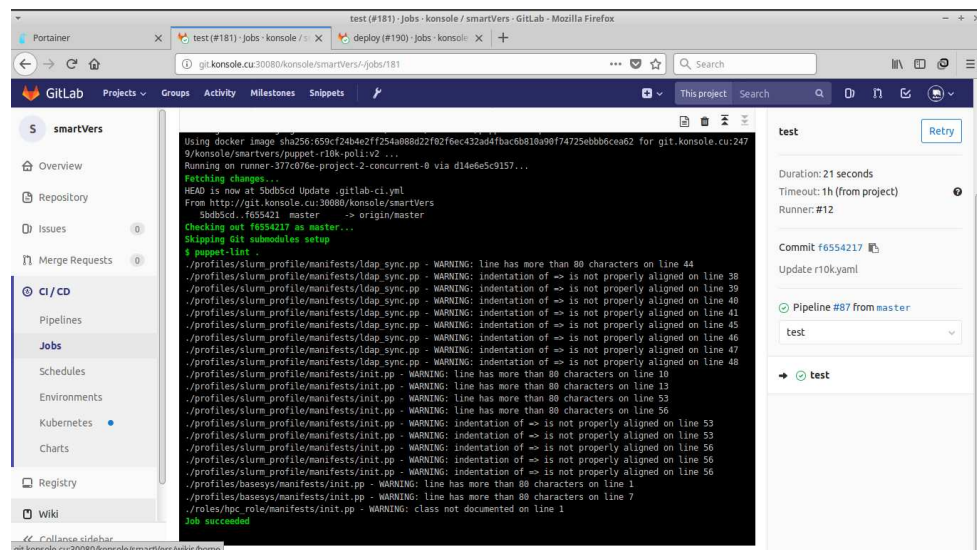 test (#181) · Jobs · konsole / smartVers · GitLab - Mozilla Firefox
Portainer
test (#181) · Jobs · konsole / s
deploy (#190) · Jobs · konsole
git.konsole.cu:30080/konsole/smartVers/-/jobs/181
Search
GitLab
Projects
Groups
Activity
Milestones
Snippets
This project
Search
S
smartVers
Overview
Repository
Issues
0
Merge Requests
0
CI / CD
Pipelines
Jobs
Schedules
Environments
Kubernetes
Charts
Registry
Wiki
Collapse sidebar
git.konsole.cu:30080/konsole/smartVers/wikis/home
Using docker image sha256:659cf24b4e2ff254a088d22f02f6ec432ad4fbac6b810a90f74725ebbb6cea62 for git.konsole.cu:247
9/konsole/smartvers/puppet-r10k-poli:v2 ...
Running on runner-377c076e-project-2-concurrent-0 via d14e6e5c9157...
Fetching changes...
HEAD is now at 5bdb5cd Update .gitlab-ci.yml
From http://git.konsole.cu:30080/konsole/smartVers
5bdb5cd..f655421 master -> origin/master
Checking out f6554217 as master...
Skipping Git submodules setup
$ puppet-lint .
./profiles/slurm_profile/manifests/ldap_sync.pp - WARNING: line has more than 80 characters on line 44
./profiles/slurm_profile/manifests/ldap_sync.pp - WARNING: indentation of => is not properly aligned on line 38
./profiles/slurm_profile/manifests/ldap_sync.pp - WARNING: indentation of => is not properly aligned on line 39
./profiles/slurm_profile/manifests/ldap_sync.pp - WARNING: indentation of => is not properly aligned on line 40
./profiles/slurm_profile/manifests/ldap_sync.pp - WARNING: indentation of => is not properly aligned on line 41
./profiles/slurm_profile/manifests/ldap_sync.pp - WARNING: indentation of => is not properly aligned on line 45
./profiles/slurm_profile/manifests/ldap_sync.pp - WARNING: indentation of => is not properly aligned on line 46
./profiles/slurm_profile/manifests/ldap_sync.pp - WARNING: indentation of => is not properly aligned on line 47
./profiles/slurm_profile/manifests/ldap_sync.pp - WARNING: indentation of => is not properly aligned on line 48
./profiles/slurm_profile/manifests/init.pp - WARNING: line has more than 80 characters on line 10
./profiles/slurm_profile/manifests/init.pp - WARNING: line has more than 80 characters on line 13
./profiles/slurm_profile/manifests/init.pp - WARNING: line has more than 80 characters on line 53
./profiles/slurm_profile/manifests/init.pp - WARNING: line has more than 80 characters on line 56
./profiles/slurm_profile/manifests/init.pp - WARNING: indentation of => is not properly aligned on line 53
./profiles/slurm_profile/manifests/init.pp - WARNING: indentation of => is not properly aligned on line 53
./profiles/slurm_profile/manifests/init.pp - WARNING: indentation of => is not properly aligned on line 56
./profiles/slurm_profile/manifests/init.pp - WARNING: indentation of => is not properly aligned on line 56
./profiles/slurm_profile/manifests/init.pp - WARNING: indentation of => is not properly aligned on line 56
./profiles/basesys/manifests/init.pp - WARNING: line has more than 80 characters on line 1
./profiles/basesys/manifests/init.pp - WARNING: line has more than 80 characters on line 7
./roles/hpc_role/manifests/init.pp - WARNING: class not documented on line 1
Job succeeded
test
Retry
Duration: 21 seconds
Timeout: 1h (from project)
Runner: #12
Commit f6554217
Update r10k.yaml
Pipeline #87 from master
test
→ test